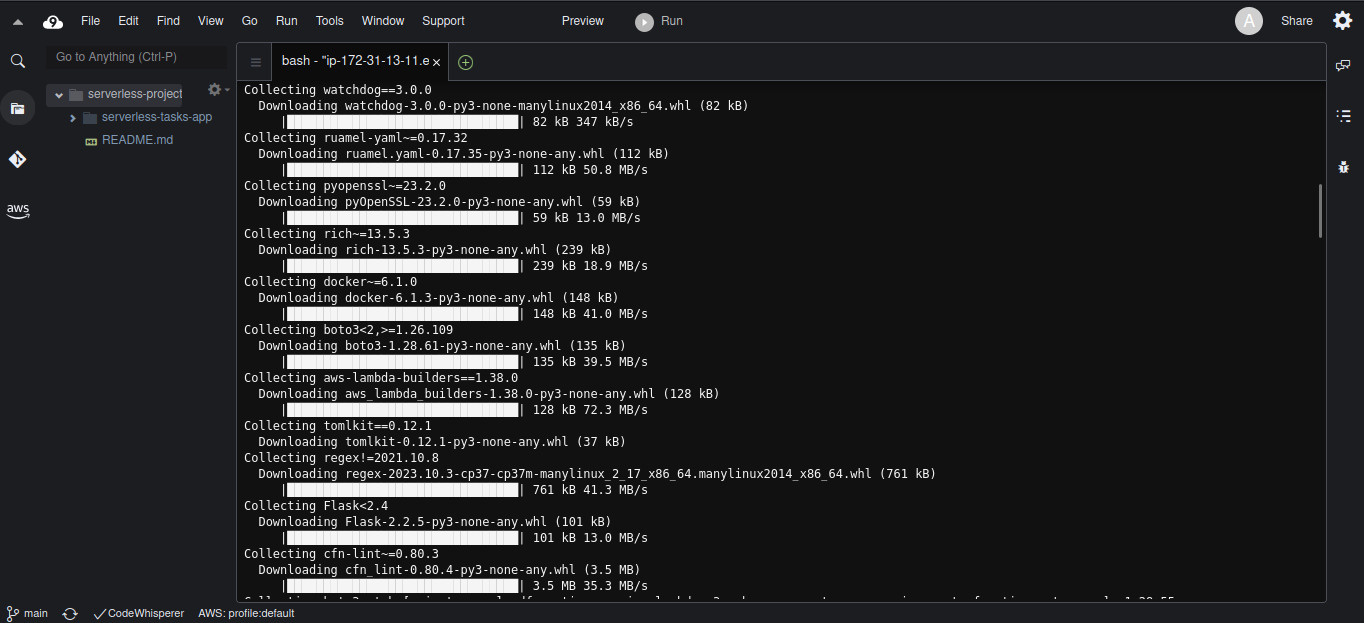 9 File Edit Find View Go Run Tools Window Support Preview Run A Share
Go to Anything (Ctrl-P)
serverless-project
serverless-tasks-app
README.md
aws
bash - "ip-172-31-13-11.e ×
Collecting watchdog==3.0.0
Downloading watchdog-3.0.0-py3-none-manylinux2014_x86_64.whl (82 kB)
|████████████████████████████████| 82 kB 347 kB/s
Collecting ruamel-yaml~=0.17.32
Downloading ruamel.yaml-0.17.35-py3-none-any.whl (112 kB)
|████████████████████████████████| 112 kB 50.8 MB/s
Collecting pyopenssl~=23.2.0
Downloading pyOpenSSL-23.2.0-py3-none-any.whl (59 kB)
|████████████████████████████████| 59 kB 13.0 MB/s
Collecting rich~=13.5.3
Downloading rich-13.5.3-py3-none-any.whl (239 kB)
|████████████████████████████████| 239 kB 18.9 MB/s
Collecting docker~=6.1.0
Downloading docker-6.1.3-py3-none-any.whl (148 kB)
|████████████████████████████████| 148 kB 41.0 MB/s
Collecting boto3<2,>=1.26.109
Downloading boto3-1.28.61-py3-none-any.whl (135 kB)
|████████████████████████████████| 135 kB 39.5 MB/s
Collecting aws-lambda-builders==1.38.0
Downloading aws_lambda_builders-1.38.0-py3-none-any.whl (128 kB)
|████████████████████████████████| 128 kB 72.3 MB/s
Collecting tomlkit==0.12.1
Downloading tomlkit-0.12.1-py3-none-any.whl (37 kB)
Collecting regex!=2021.10.8
Downloading regex-2023.10.3-cp37-cp37m-manylinux_2_17_x86_64.manylinux2014_x86_64.whl (761 kB)
|████████████████████████████████| 761 kB 41.3 MB/s
Collecting Flask<2.4
Downloading Flask-2.2.5-py3-none-any.whl (101 kB)
|████████████████████████████████| 101 kB 13.0 MB/s
Collecting cfn-lint~=0.80.3
Downloading cfn_lint-0.80.4-py3-none-any.whl (3.5 MB)
|████████████████████████████████| 3.5 MB 35.3 MB/s
main CodeWhisperer AWS: profile:default